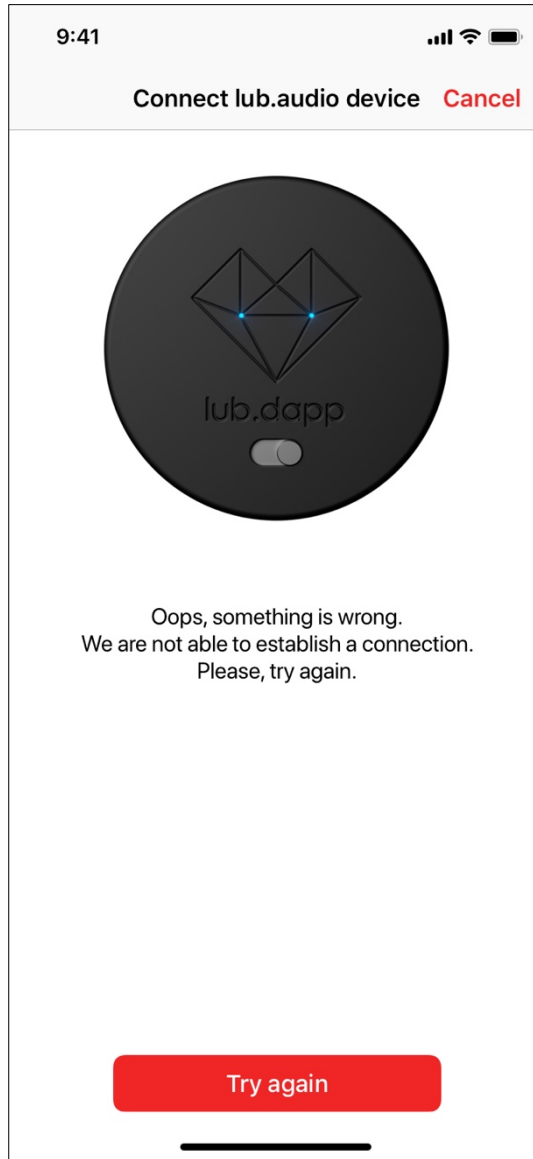 9:41
Connect lub.audio device Cancel
lub.dapp
Oops, something is wrong.
We are not able to establish a connection.
Please, try again.
Try again